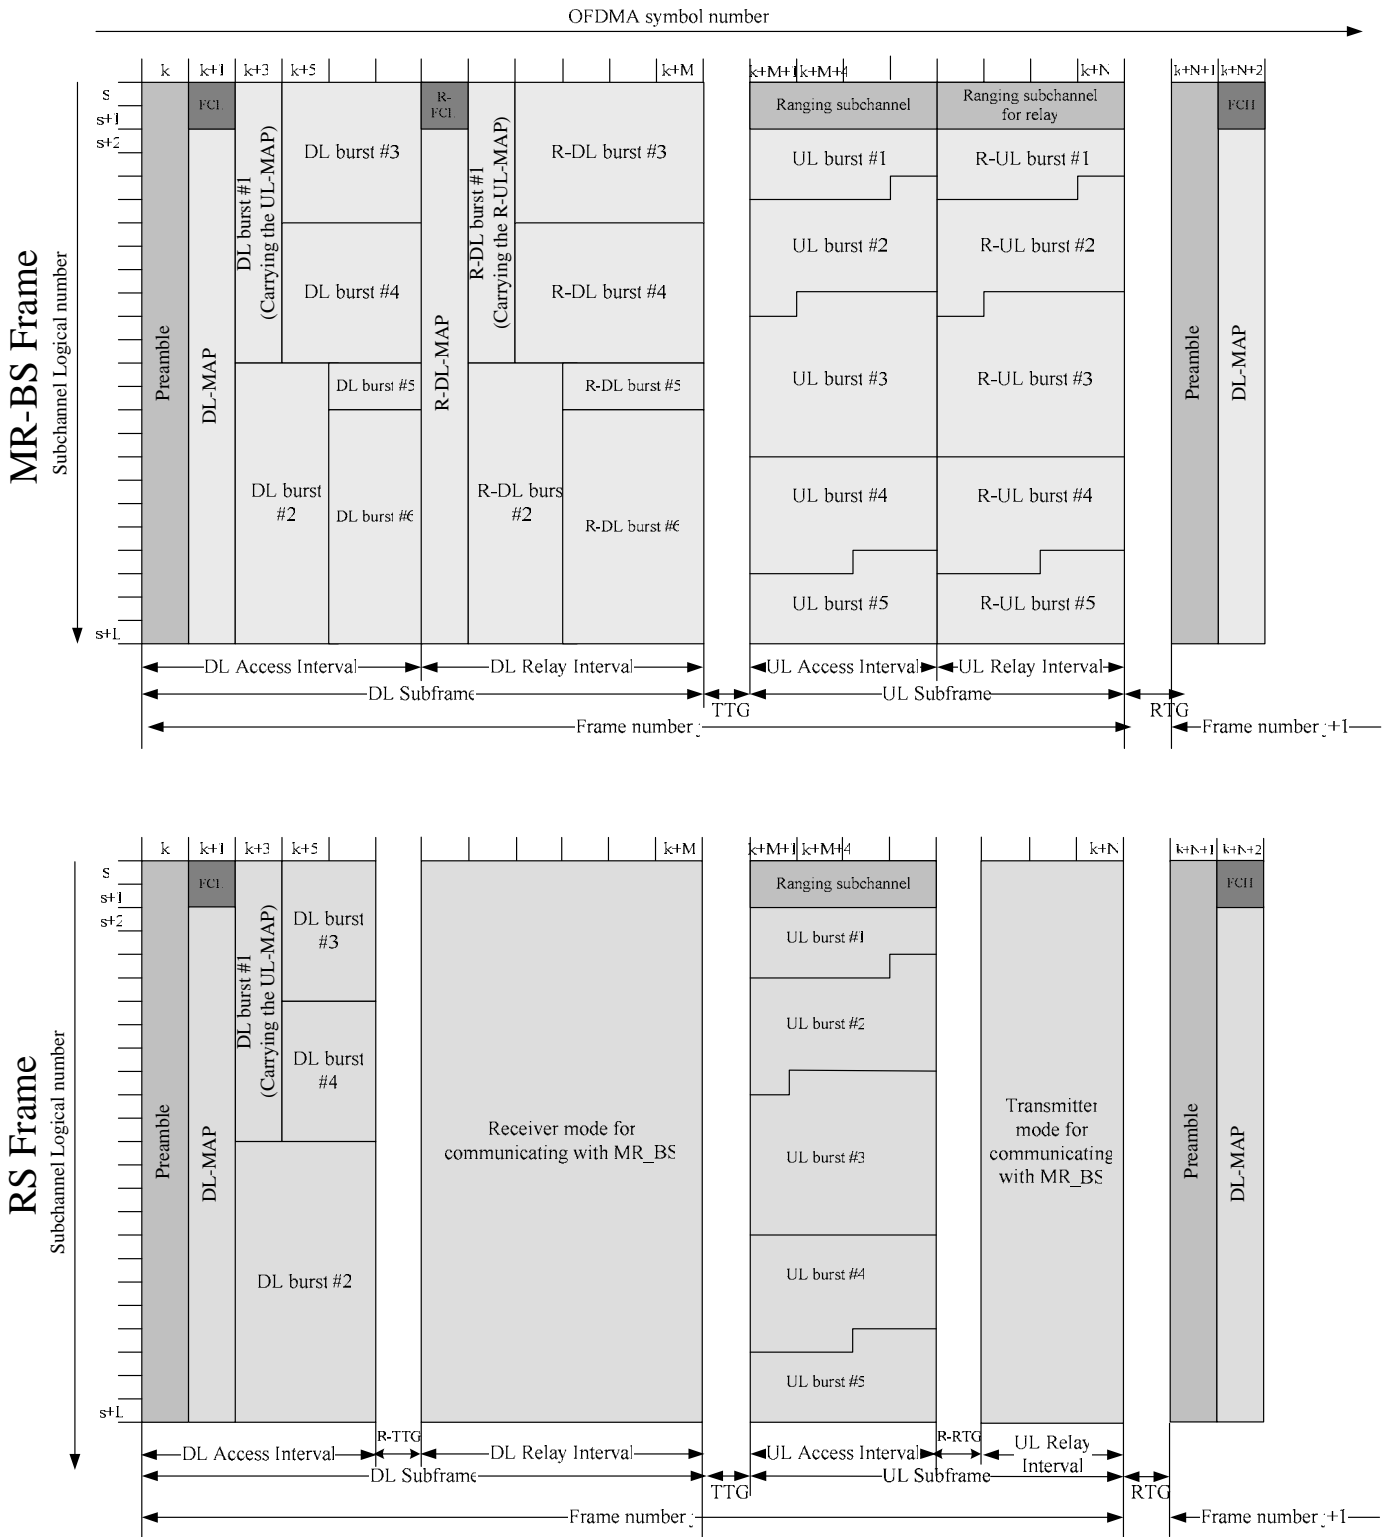 OFDMA symbol number
k k+1 k+3 k+5 k+M k+M+1 k+M+4 k+N k+N+1 k+N+2
s
s+1
s+2
s+L
MR-BS Frame
Subchannel Logical number
Preamble
FCH
DL-MAP
DL burst #1
(Carrying the UL-MAP)
DL burst #3
DL burst #4
DL burst
#2
DL burst #5
DL burst #6
R-
FCH
R-DL-MAP
R-DL burst #1
(Carrying the R-UL-MAP)
R-DL burst #3
R-DL burst #4
R-DL burs
#2
R-DL burst #5
R-DL burst #6
Ranging subchannel
UL burst #1
UL burst #2
UL burst #3
UL burst #4
UL burst #5
Ranging subchannel
for relay
R-UL burst #1
R-UL burst #2
R-UL burst #3
R-UL burst #4
R-UL burst #5
Preamble
FCH
DL-MAP
DL Access Interval
DL Relay Interval
UL Access Interval
UL Relay Interval
DL Subframe
TTG
UL Subframe
RTG
Frame number j
Frame number j+1
k k+1 k+3 k+5 k+M k+M+1 k+M+4 k+N k+N+1 k+N+2
s
s+1
s+2
s+L
RS Frame
Subchannel Logical number
Preamble
FCH
DL-MAP
DL burst #1
(Carrying the UL-MAP)
DL burst
#3
DL burst
#4
DL burst #2
Receiver mode for
communicating with MR_BS
Ranging subchannel
UL burst #1
UL burst #2
UL burst #3
UL burst #4
UL burst #5
Transmitter
mode for
communicating
with MR_BS
Preamble
FCH
DL-MAP
DL Access Interval
R-TTG
DL Relay Interval
UL Access Interval
R-RTG
UL Relay
Interval
DL Subframe
TTG
UL Subframe
RTG
Frame number j
Frame number j+1